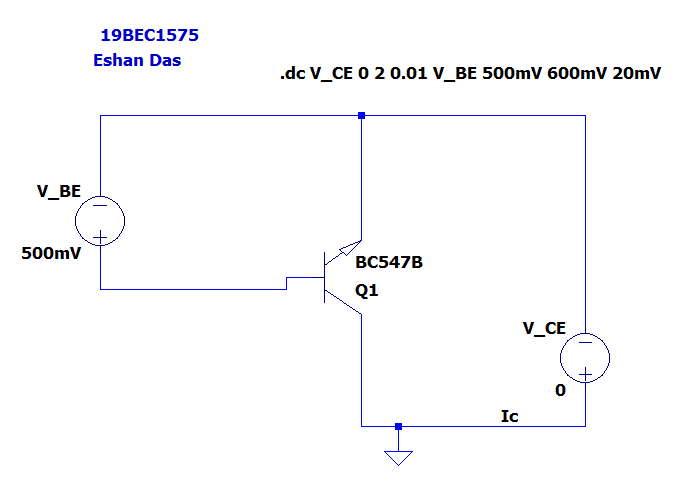 19BEC1575
Eshan Das
.dc V_CE 0 2 0.01 V_BE 500mV 600mV 20mV
V_BE
500mV
BC547B
Q1
V_CE
0
Ic